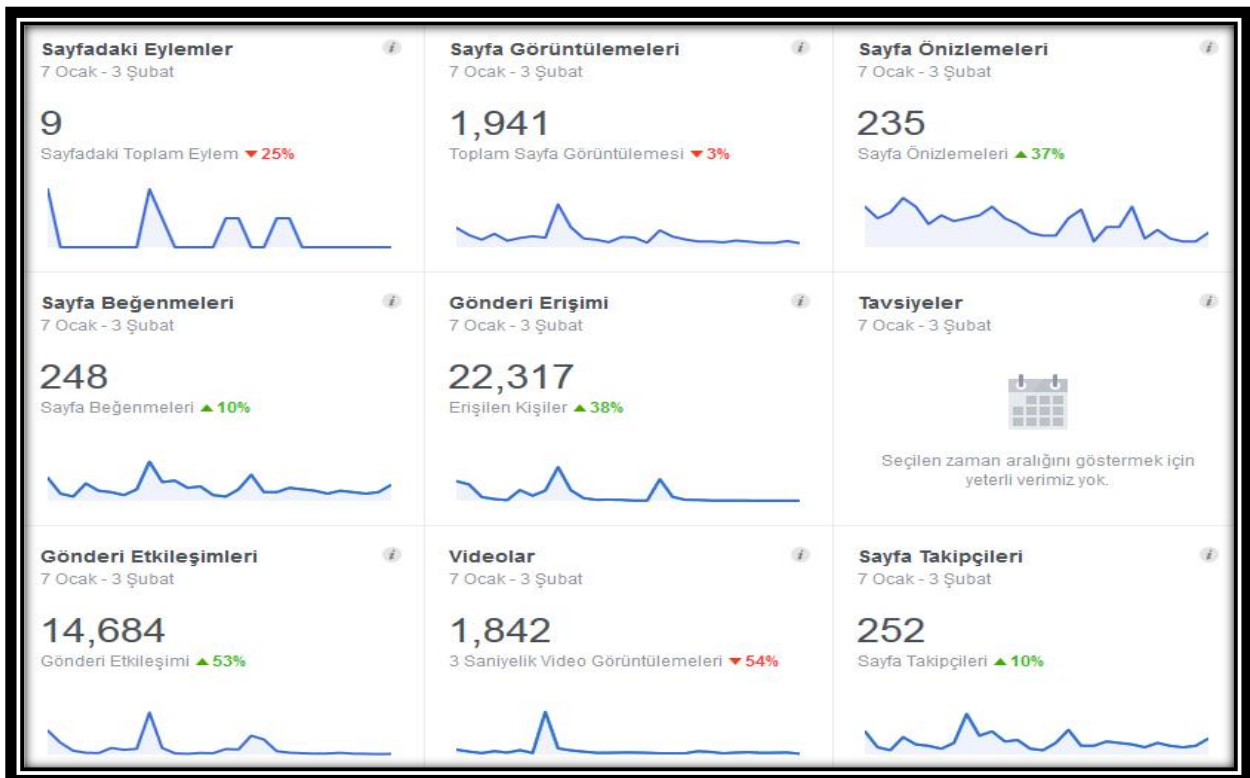 Sayfadaki Eylemler
7 Ocak - 3 Şubat
9
Sayfadaki Toplam Eylem ▼ 25%
Sayfa Görüntülemeleri
7 Ocak - 3 Şubat
1,941
Toplam Sayfa Görüntülemesi ▼ 3%
Sayfa Önizlemeleri
7 Ocak - 3 Şubat
235
Sayfa Önizlemeleri ▲ 37%
Sayfa Beğenmeleri
7 Ocak - 3 Şubat
248
Sayfa Beğenmeleri ▲ 10%
Gönderi Erişimi
7 Ocak - 3 Şubat
22,317
Erişilen Kişiler ▲ 38%
Tavsiyeler
7 Ocak - 3 Şubat
Seçilen zaman aralığını göstermek için
yeterli verimiz yok.
Gönderi Etkileşimleri
7 Ocak - 3 Şubat
14,684
Gönderi Etkileşimi ▲ 53%
Videolar
7 Ocak - 3 Şubat
1,842
3 Saniyelik Video Görüntülemeleri ▼ 54%
Sayfa Takipçileri
7 Ocak - 3 Şubat
252
Sayfa Takipçileri ▲ 10%